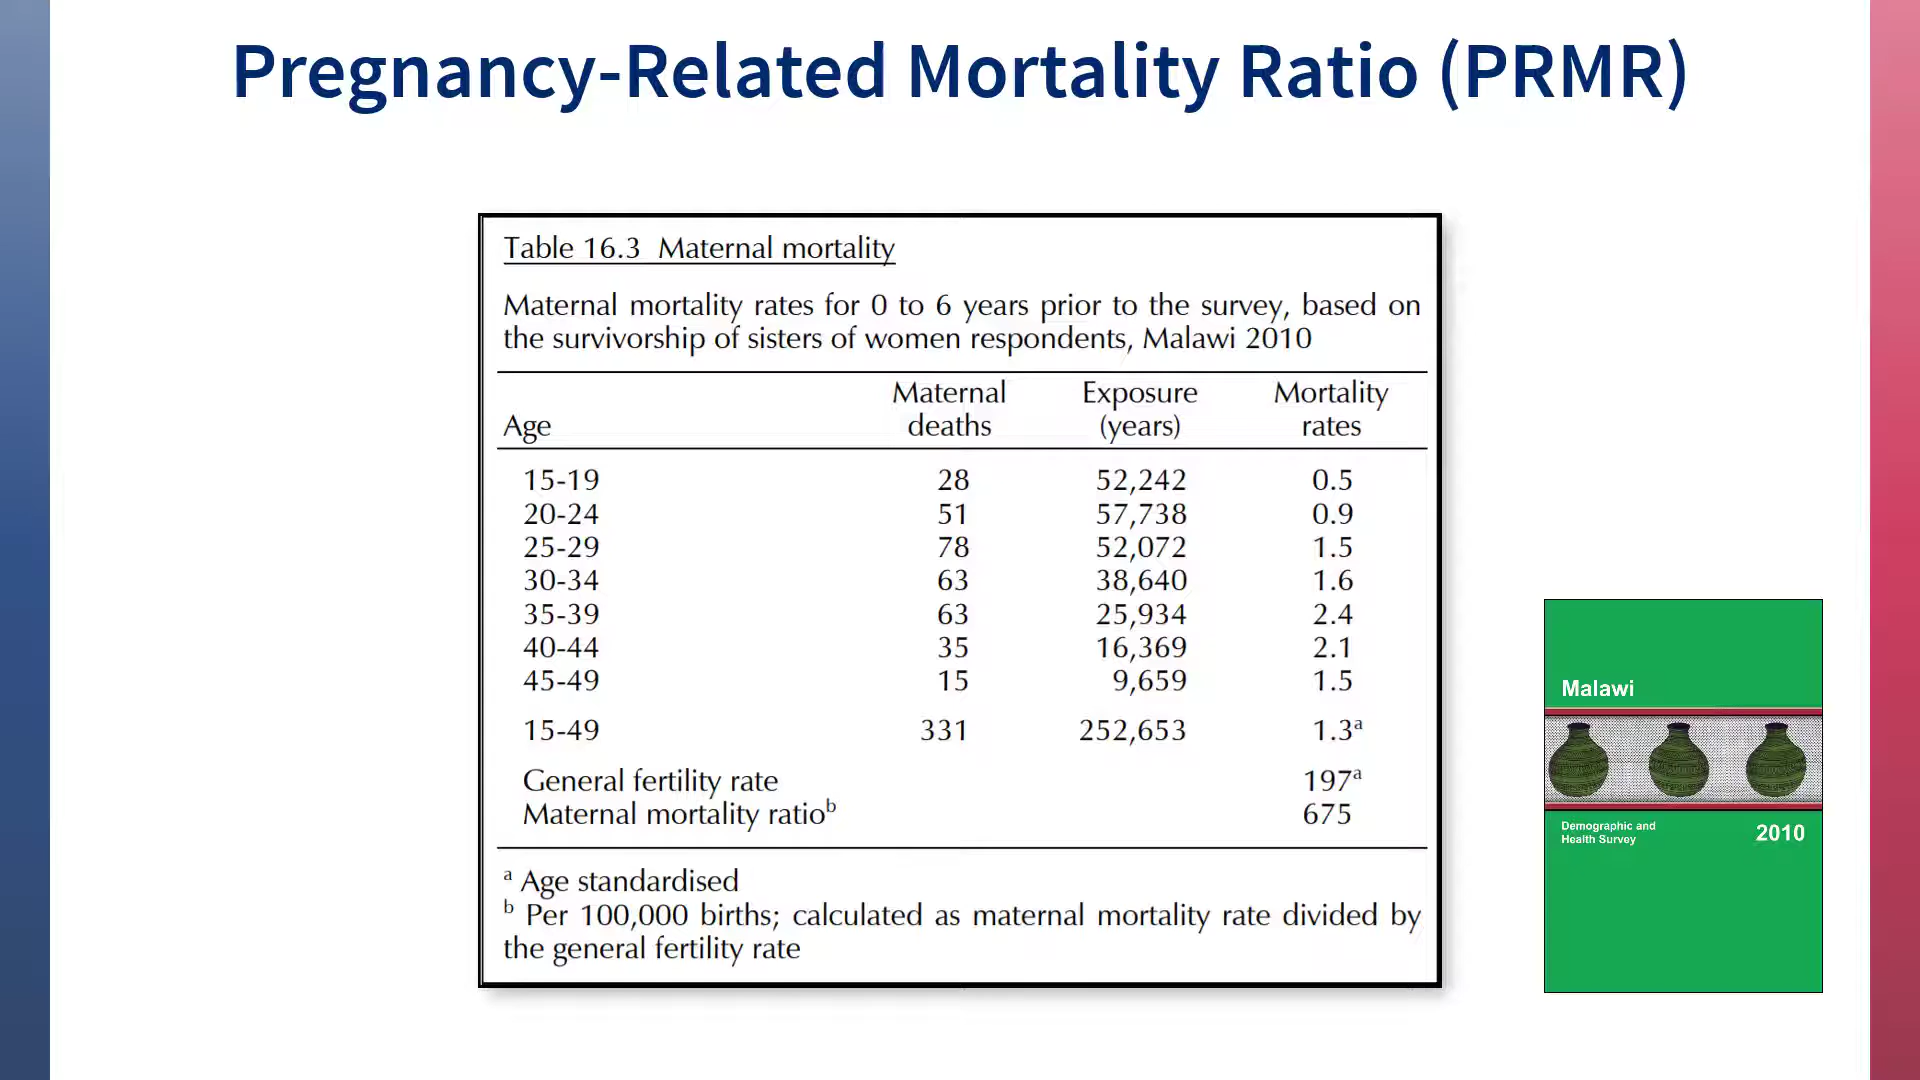 Pregnancy-Related Mortality Ratio (PRMR)
Table 16.3 Maternal mortality
Maternal mortality rates for 0 to 6 years prior to the survey, based on
the survivorship of sisters of women respondents, Malawi 2010
Age Maternal deaths Exposure (years) Mortality rates
15-19 28 52,242 0.5
20-24 51 57,738 0.9
25-29 78 52,072 1.5
30-34 63 38,640 1.6
35-39 63 25,934 2.4
40-44 35 16,369 2.1
45-49 15 9,659 1.5
15-49 331 252,653 1.3a
General fertility rate 197a
Maternal mortality ratiob 675
a Age standardised
b Per 100,000 births; calculated as maternal mortality rate divided by
the general fertility rate
Malawi
Demographic and
Health Survey
2010